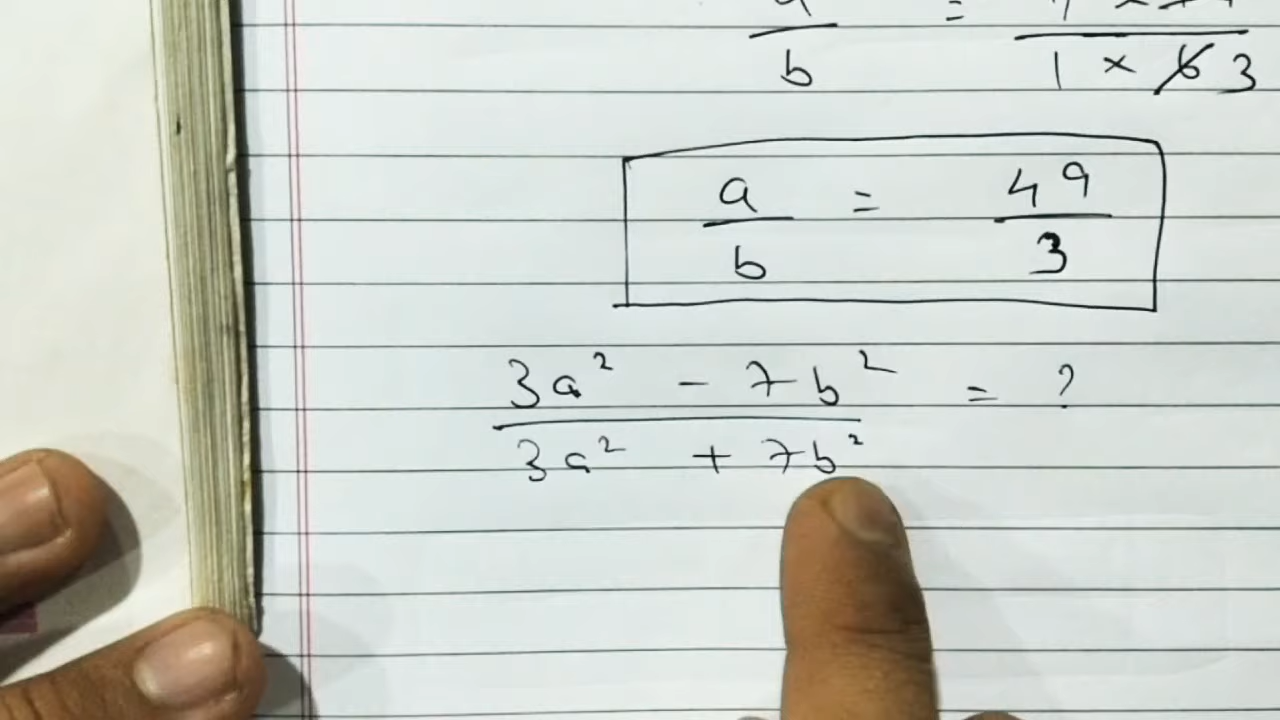 a/b = 
b 1 × 6 3
a/b = 49/3
3a² - 7b² = ?
3a² + 7b²